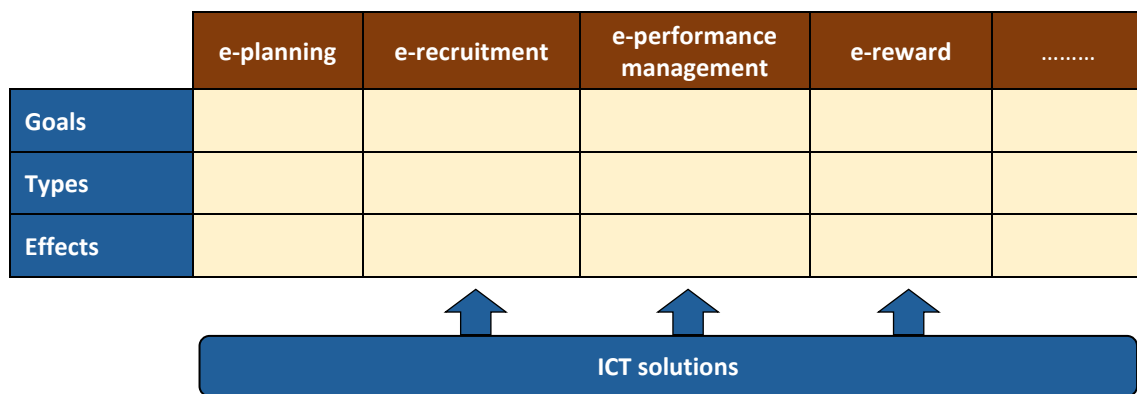 e-planning
e-recruitment
e-performance
management
e-reward
.........
Goals
Types
Effects
ICT solutions